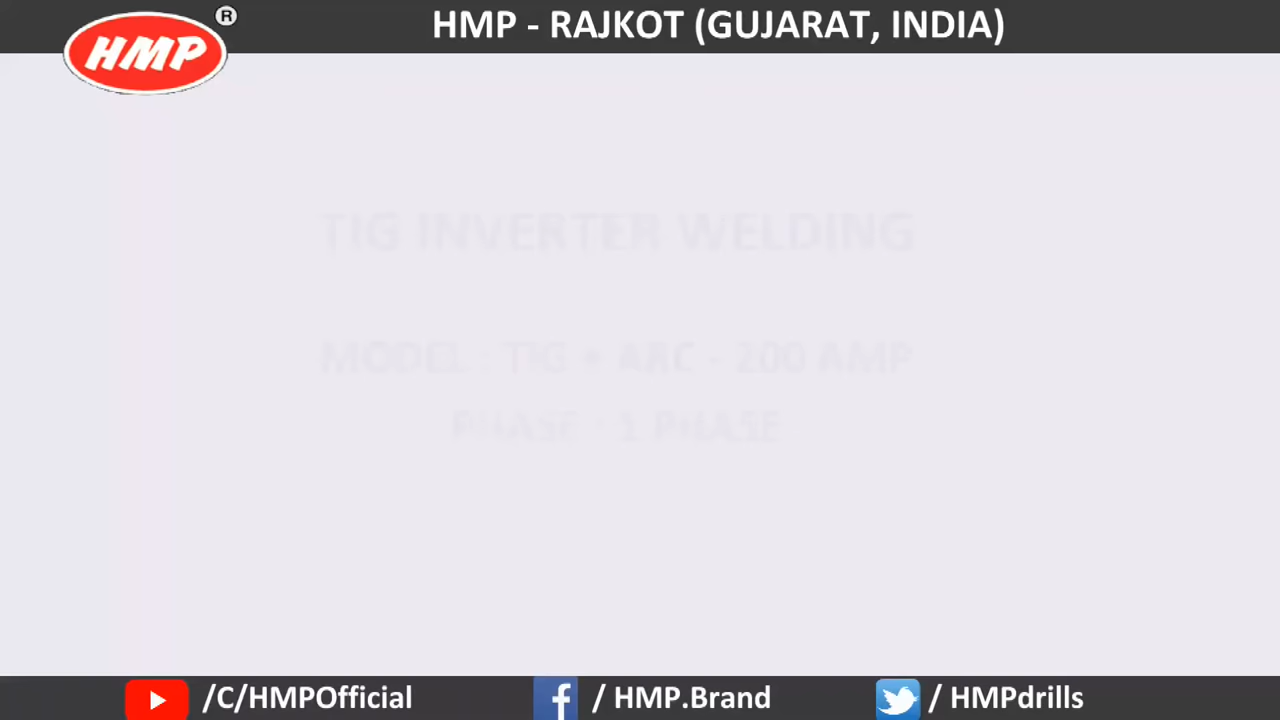 HMP - RAJKOT (GUJARAT, INDIA)
HMP ®
TIG INVERTER WELDING
MODEL : TIG + ARC - 200 AMP
PHASE : 1 PHASE
/C/HMPOfficial
/ HMP.Brand
/ HMPdrills